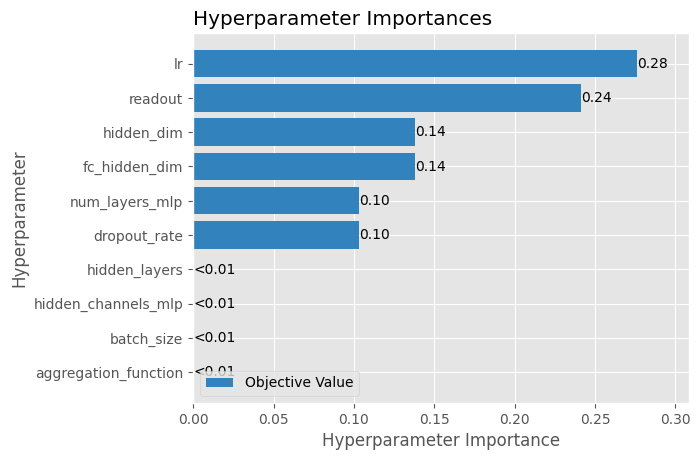 Hyperparameter Importances
Hyperparameter
lr
0.28
readout
0.24
hidden_dim
0.14
fc_hidden_dim
0.14
num_layers_mlp
0.10
dropout_rate
0.10
hidden_layers
<0.01
hidden_channels_mlp
<0.01
batch_size
<0.01
aggregation_function
<0.01
Objective Value
0.00 0.05 0.10 0.15 0.20 0.25 0.30
Hyperparameter Importance